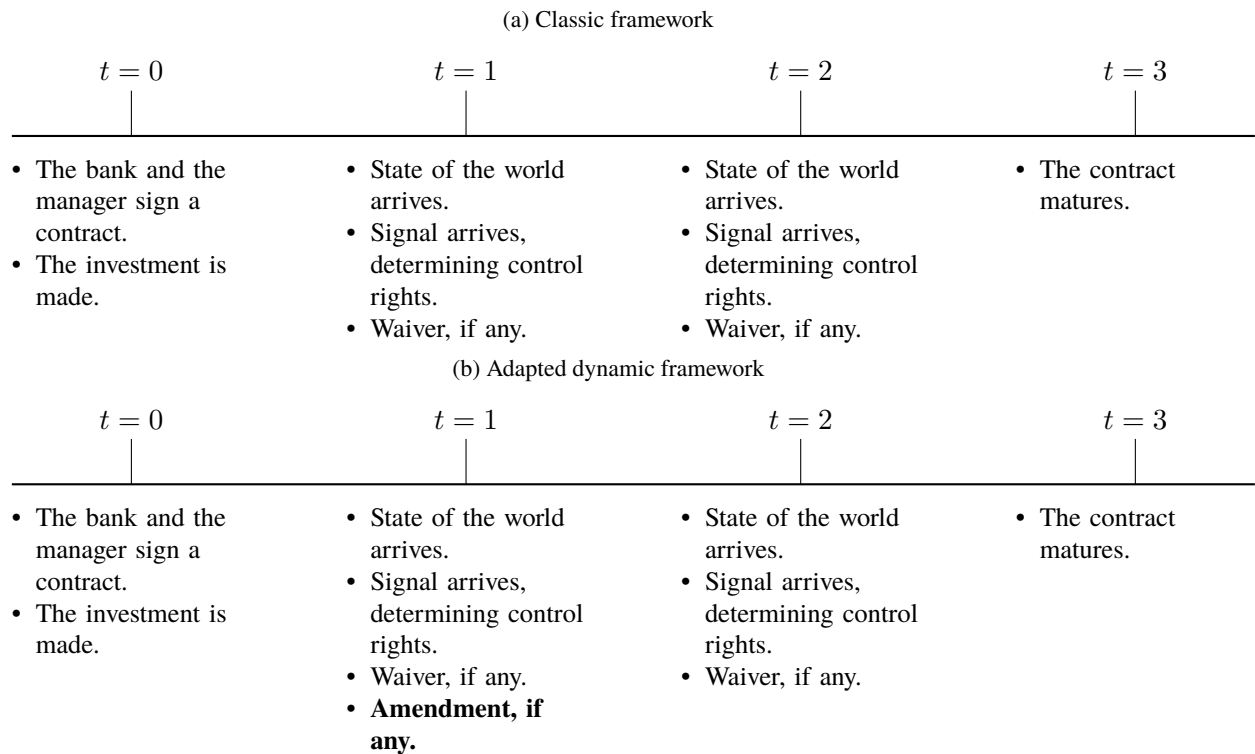 (a) Classic framework
t = 0
t = 1
t = 2
t = 3
• The bank and the
manager sign a
contract.
• The investment is
made.
• State of the world
arrives.
• Signal arrives,
determining control
rights.
• Waiver, if any.
• State of the world
arrives.
• Signal arrives,
determining control
rights.
• Waiver, if any.
• The contract
matures.
(b) Adapted dynamic framework
t = 0
t = 1
t = 2
t = 3
• The bank and the
manager sign a
contract.
• The investment is
made.
• State of the world
arrives.
• Signal arrives,
determining control
rights.
• Waiver, if any.
• Amendment, if
any.
• State of the world
arrives.
• Signal arrives,
determining control
rights.
• Waiver, if any.
• The contract
matures.